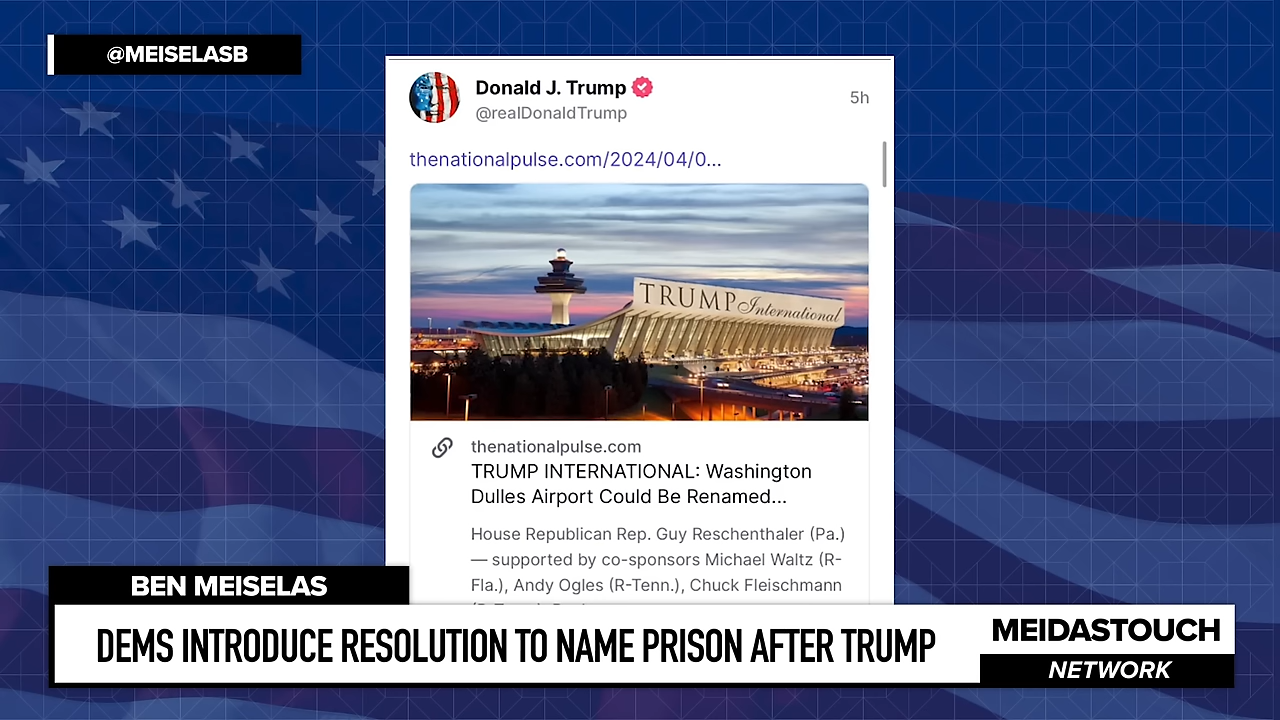 @MEISELASB
Donald J. Trump
5h
@realDonaldTrump
thenationalpulse.com/2024/04/0...
TRUMP International
thenationalpulse.com
TRUMP INTERNATIONAL: Washington
Dulles Airport Could Be Renamed...
House Republican Rep. Guy Reschenthaler (Pa.)
— supported by co-sponsors Michael Waltz (R-
Fla.), Andy Ogles (R-Tenn.), Chuck Fleischmann
BEN MEISELAS
DEMS INTRODUCE RESOLUTION TO NAME PRISON AFTER TRUMP
MEIDASTOUCH
NETWORK